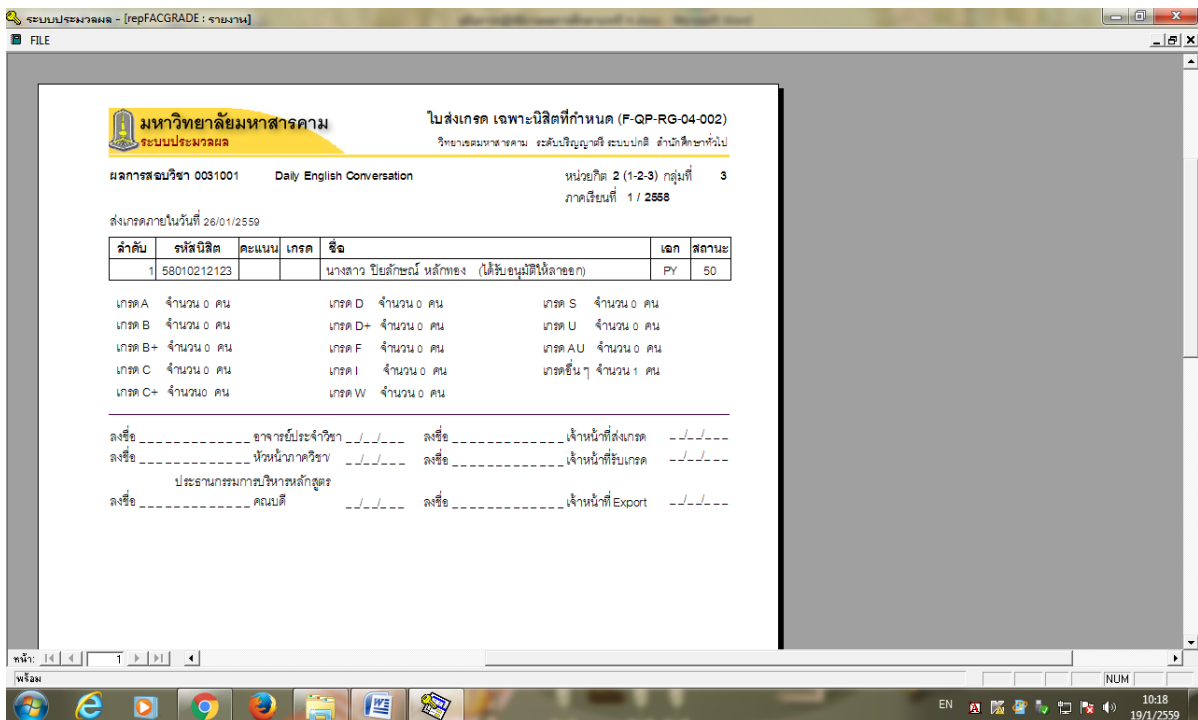 ระบบประมวลผล - [repFACGRADE : รายงาน]
FILE
มหาวิทยาลัยมหาสารคาม
ระบบประมวลผล
ใบส่งเกรด เฉพาะนิสิตที่กำหนด (F-QP-RG-04-002)
วิทยาเขตมหาสารคาม ระดับปริญญาตรี ระบบปกติ สำนักศึกษาทั่วไป
ผลการสอบวิชา 0031001 Daily English Conversation หน่วยกิต 2 (1-2-3) กลุ่มที่ 3
ภาคเรียนที่ 1 / 2558
ส่งเกรดภายในวันที่ 26/01/2559
ลำดับ รหัสนิสิต คะแนน เกรด ชื่อ เอก สถานะ
1 58010212123 นางสาว ปิยลักษณ์ หลักทอง (ได้รับอนุมัติให้ลาออก) PY 50
เกรด A จำนวน 0 คน เกรด D จำนวน 0 คน เกรด S จำนวน 0 คน
เกรด B จำนวน 0 คน เกรด D+ จำนวน 0 คน เกรด U จำนวน 0 คน
เกรด B+ จำนวน 0 คน เกรด F จำนวน 0 คน เกรด AU จำนวน 0 คน
เกรด C จำนวน 0 คน เกรด I จำนวน 0 คน เกรดอื่น ๆ จำนวน 1 คน
เกรด C+ จำนวน0 คน เกรด W จำนวน 0 คน
ลงชื่อ _ _ _ _ _ _ _ _ _ _ _ _ _ อาจารย์ประจำวิชา _ _/_ _/_ _ _ ลงชื่อ _ _ _ _ _ _ _ _ _ _ _ _ _ เจ้าหน้าที่ส่งเกรด _ _/_ _/_ _ _
ลงชื่อ _ _ _ _ _ _ _ _ _ _ _ _ _ หัวหน้าภาควิชา/ _ _/_ _/_ _ _ ลงชื่อ _ _ _ _ _ _ _ _ _ _ _ _ _ เจ้าหน้าที่รับเกรด _ _/_ _/_ _ _
ประธานกรรมการบริหารหลักสูตร
ลงชื่อ _ _ _ _ _ _ _ _ _ _ _ _ _ คณบดี _ _/_ _/_ _ _ ลงชื่อ _ _ _ _ _ _ _ _ _ _ _ _ _ เจ้าหน้าที่ Export _ _/_ _/_ _ _
หน้า: 1
พร้อม NUM
EN 10:18
19/1/2559